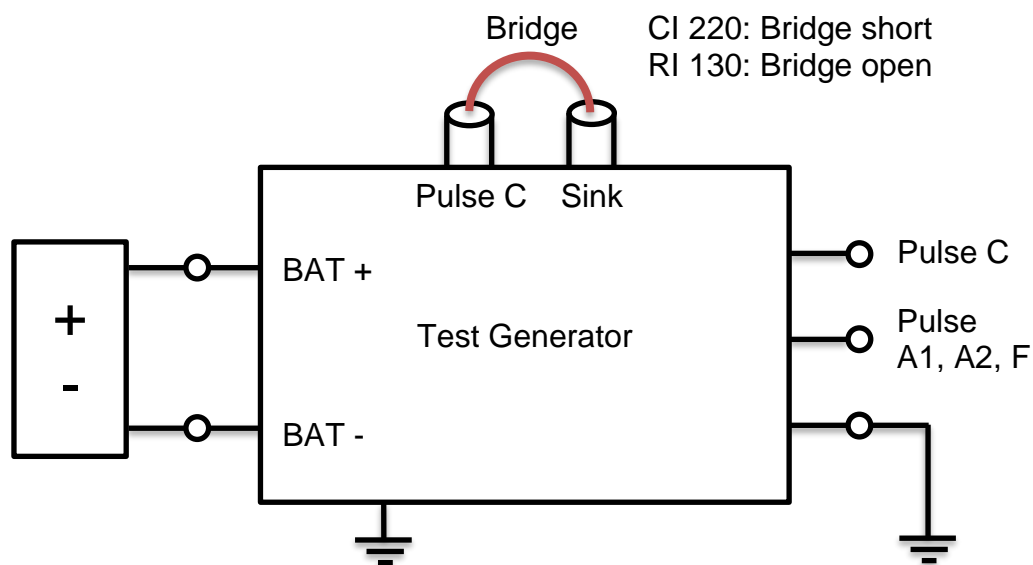 Bridge
CI 220: Bridge short
RI 130: Bridge open
Pulse C
Sink
BAT +
Pulse C
+
-
Test Generator
Pulse
A1, A2, F
BAT -